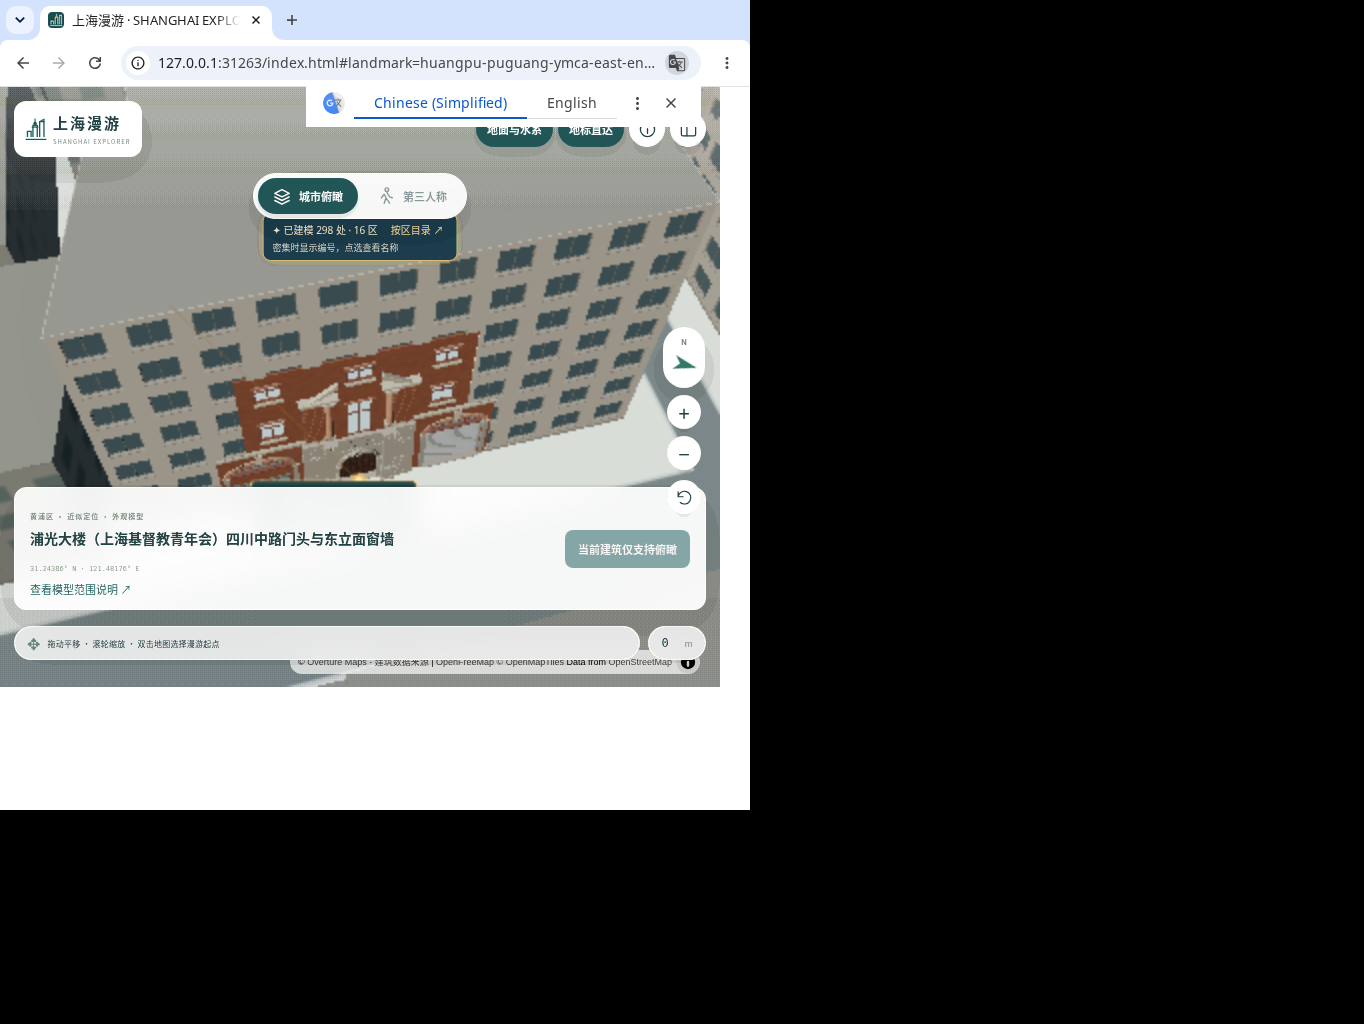 上海漫游 · SHANGHAI EXPLO
127.0.0.1:31263/index.html#landmark=huangpu-puguang-ymca-east-en...
Chinese (Simplified)
English
上海漫游
SHANGHAI EXPLORER
地面与水系
地标直达
城市俯瞰
第三人称
✦ 已建模 298 处 · 16 区 按区目录 ↗
密集时显示编号，点选查看名称
N
+
−
黄浦区 · 近似定位 · 外观模型
浦光大楼（上海基督教青年会）四川中路门头与东立面窗墙
当前建筑仅支持俯瞰
31.24386° N · 121.48176° E
查看模型范围说明 ↗
拖动平移 · 滚轮缩放 · 双击地图选择漫游起点
0 m
© Overture Maps · 建筑数据来源 | OpenFreeMap © OpenMapTiles Data from OpenStreetMap